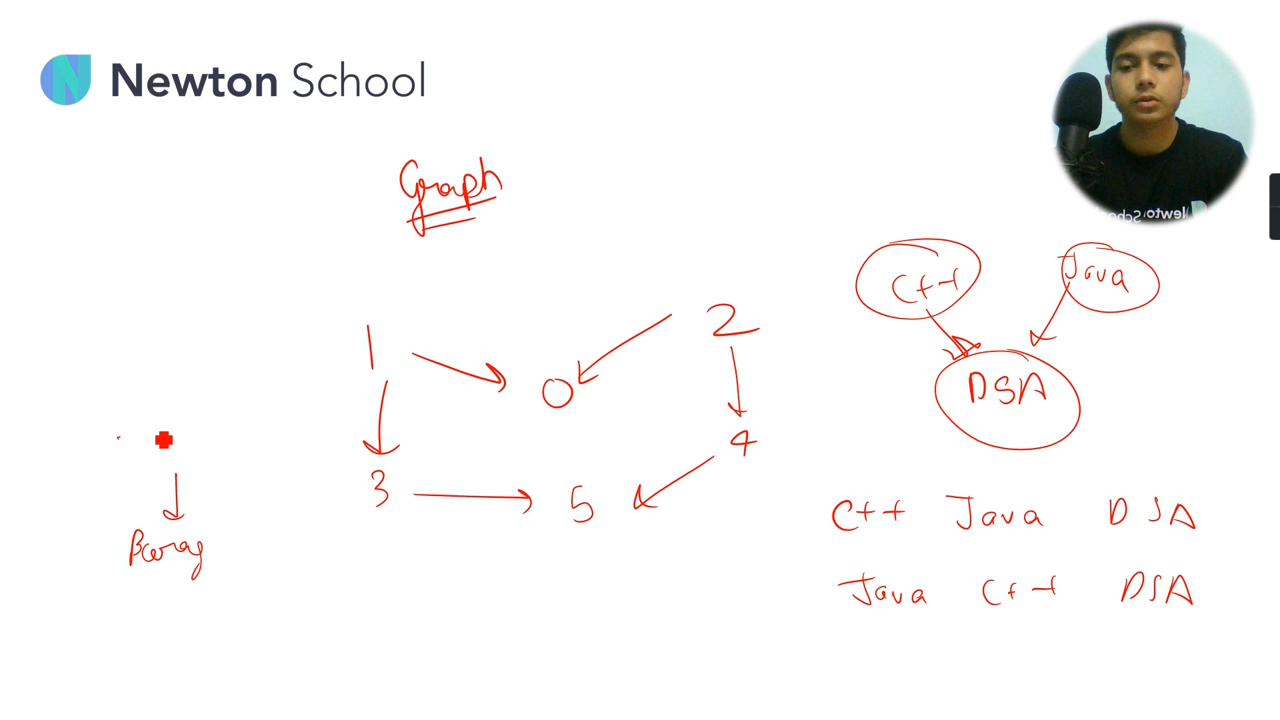 Newton School
Graph
C++ Java
DSA
1 2
0
4
3 5
C++ Java DSA
Java C++ DSA